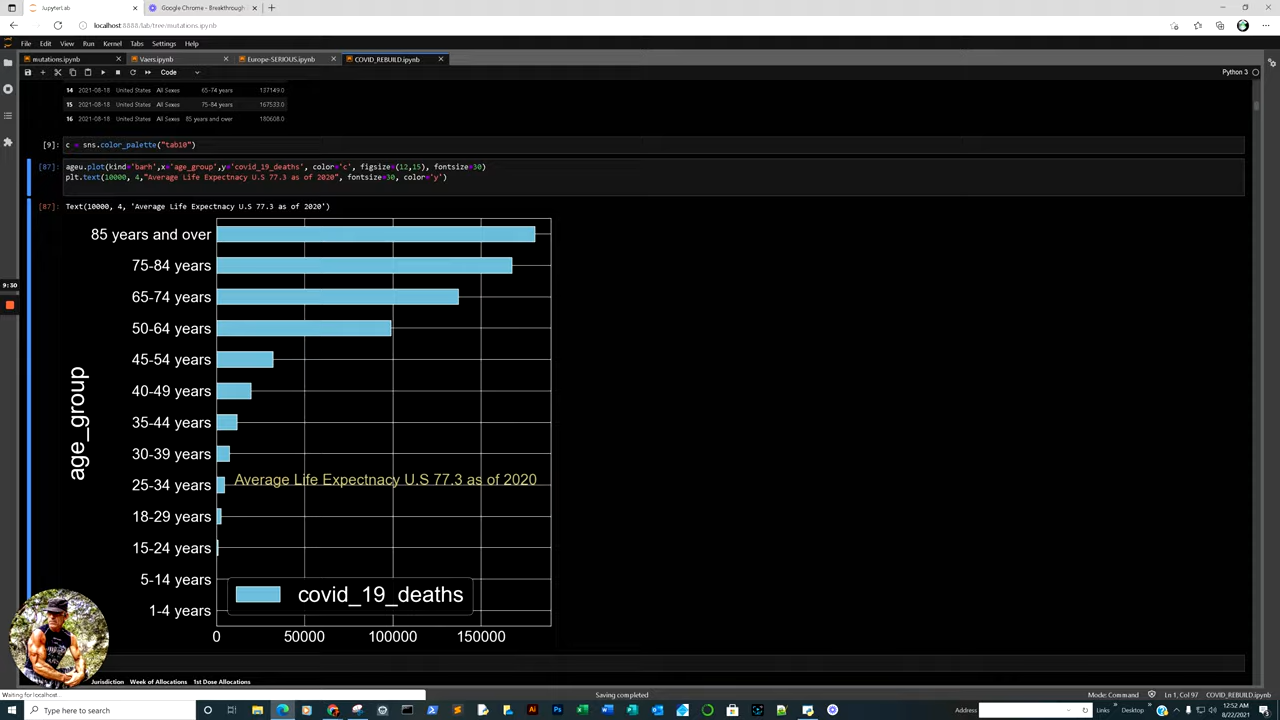 JupyterLab
Google Chrome - Breakthrough
localhost:8888/lab/tree/mutations.ipynb
File Edit View Run Kernel Tabs Settings Help
mutations.ipynb Vaers.ipynb Europe-SERIOUS.ipynb COVID_REBUILD.ipynb
Code Python 3
14 2021-08-18 United States All Sexes 65-74 years 137149.0
15 2021-08-18 United States All Sexes 75-84 years 167533.0
16 2021-08-18 United States All Sexes 85 years and over 180608.0
[9]: c = sns.color_palette("tab10")
[87]: ageu.plot(kind='barh',x='age_group',y='covid_19_deaths', color='c', figsize=(12,15), fontsize=30)
plt.text(10000, 4,"Average Life Expectnacy U.S 77.3 as of 2020", fontsize=30, color='y')
[87]: Text(10000, 4, 'Average Life Expectnacy U.S 77.3 as of 2020')
85 years and over
75-84 years
65-74 years
50-64 years
45-54 years
40-49 years
35-44 years
30-39 years
25-34 years
18-29 years
15-24 years
5-14 years
1-4 years
age_group
Average Life Expectnacy U.S 77.3 as of 2020
covid_19_deaths
0 50000 100000 150000
9:30
Jurisdiction Week of Allocations 1st Dose Allocations
Waiting for localhost...
Saving completed
Mode: Command Ln 1, Col 97 COVID_REBUILD.ipynb
Type here to search
Address
Links
Desktop
12:52 AM
8/22/2021